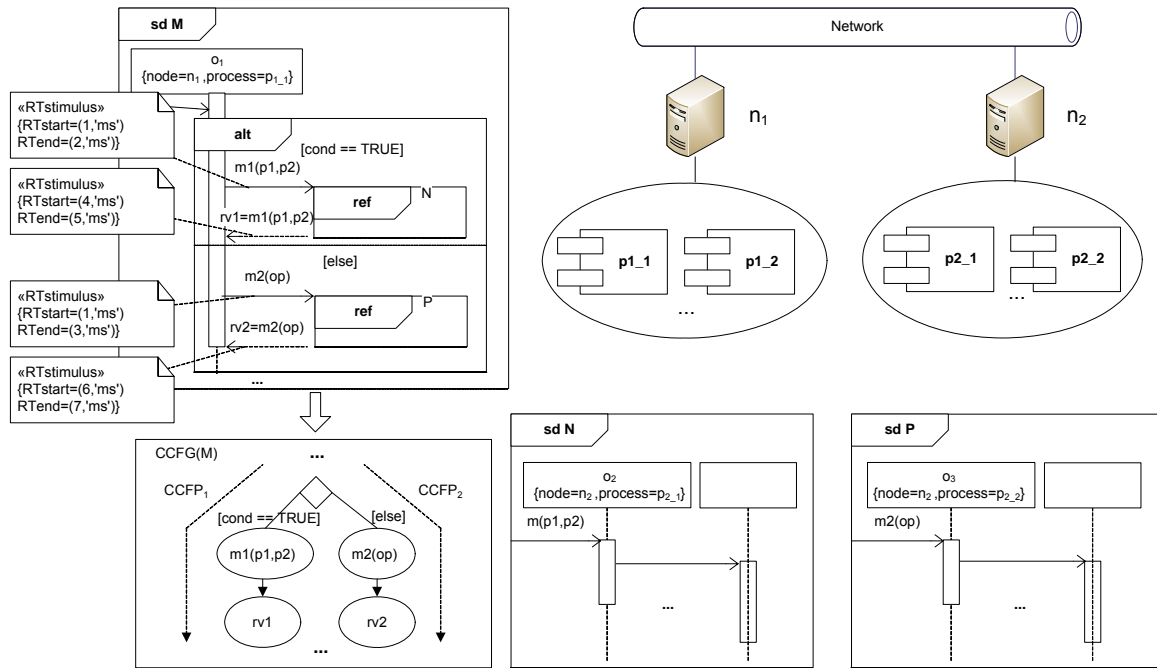 sd M
o1
{node=n1 ,process=p1_1}
«RTstimulus»
{RTstart=(1,'ms')
RTend=(2,'ms')}
alt
[cond == TRUE]
m1(p1,p2)
ref
N
«RTstimulus»
{RTstart=(4,'ms')
RTend=(5,'ms')}
rv1=m1(p1,p2)
[else]
m2(op)
ref
P
«RTstimulus»
{RTstart=(1,'ms')
RTend=(3,'ms')}
rv2=m2(op)
«RTstimulus»
{RTstart=(6,'ms')
RTend=(7,'ms')}
...
Network
n1
n2
p1_1
p1_2
...
p2_1
p2_2
...
CCFG(M)
...
CCFP1
CCFP2
[cond == TRUE]
[else]
m1(p1,p2)
m2(op)
rv1
rv2
...
sd N
o2
{node=n2 ,process=p2_1}
m(p1,p2)
...
sd P
o3
{node=n2 ,process=p2_2}
m2(op)
...